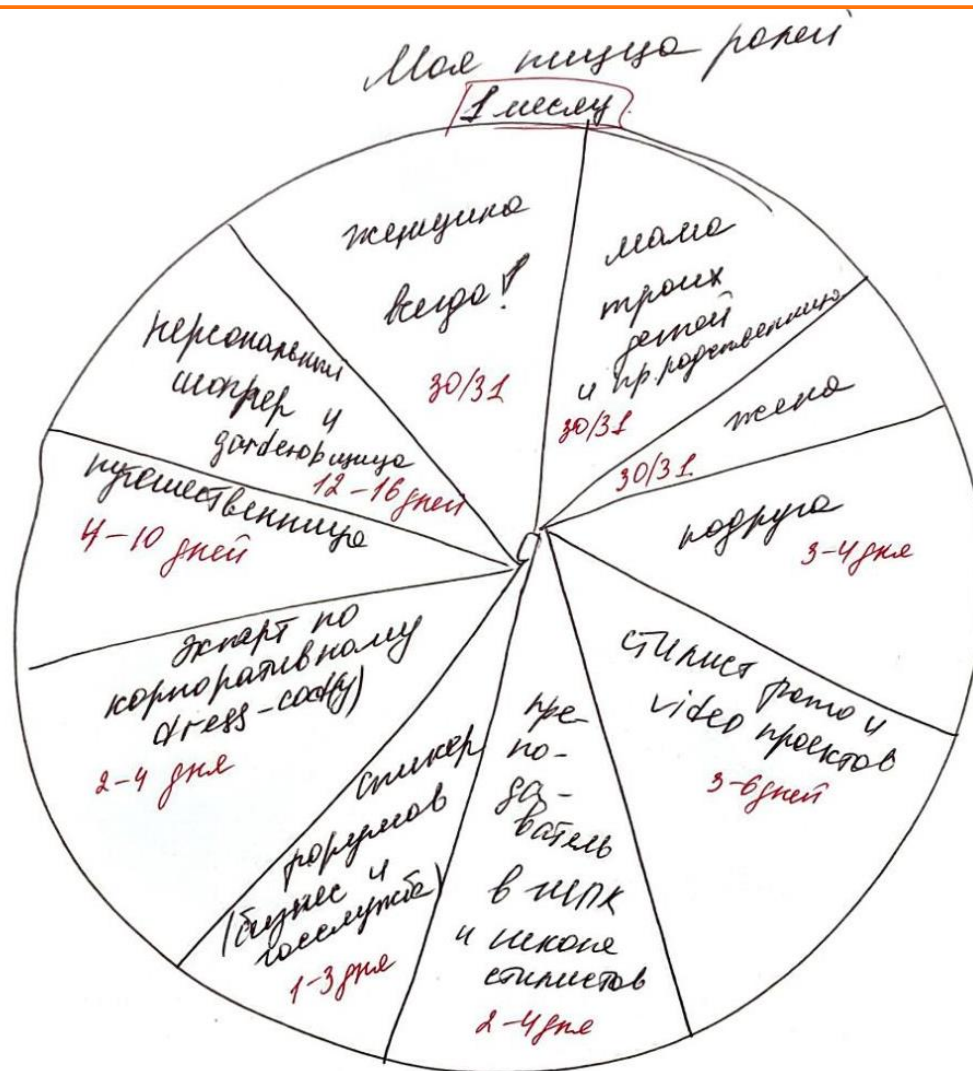 Моя пицца ролей
1 месяц
женщина
всегда!
30/31
мама
троих
детей
и пр. родственниц
30/31
жена
30/31
подруга
3-4 дня
стилист фото и
video проектов
3-6 дней
пре-
по-
да-
ватель
в ШПК
и школе
стилистов
2-4 дня
спикер
форумов
(бизнес и
госслужба)
1-3 дня
эксперт по
корпоративному
dress-code(у)
2-4 дня
путешественница
4-10 дней
персональный
шоппер и
гардеробщица
12-16 дней